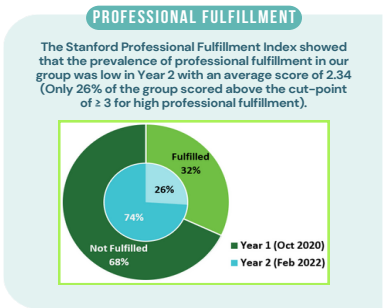 PROFESSIONAL FULFILLMENT
The Stanford Professional Fulfillment Index showed
that the prevalence of professional fulfillment in our
group was low in Year 2 with an average score of 2.34
(Only 26% of the group scored above the cut-point
of ≥ 3 for high professional fulfillment).
Fulfilled
32%
26%
74%
Not Fulfilled
68%
Year 1 (Oct 2020)
Year 2 (Feb 2022)